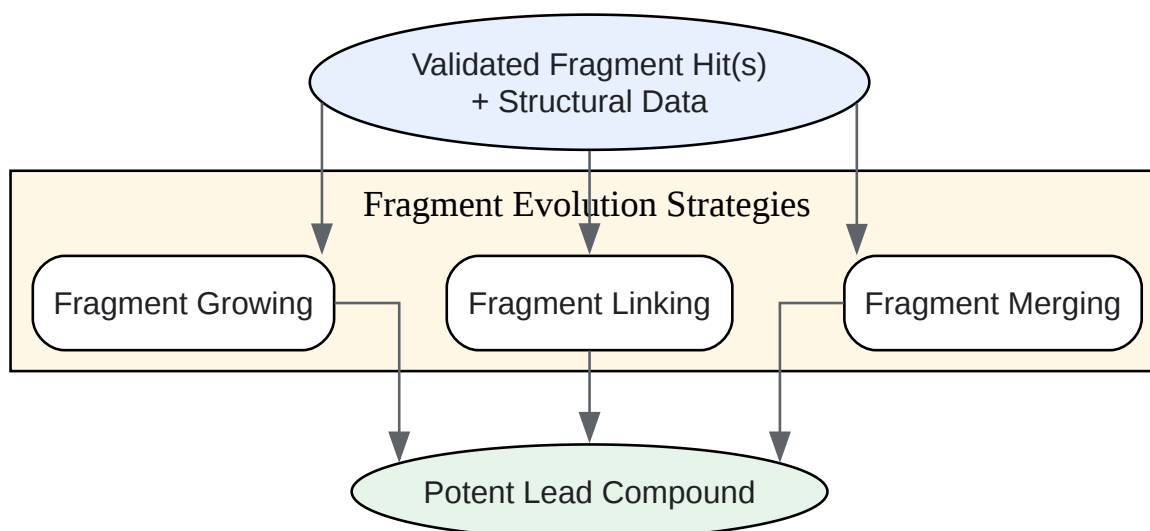 Validated Fragment Hit(s)
+ Structural Data
Fragment Evolution Strategies
Fragment Growing
Fragment Linking
Fragment Merging
Potent Lead Compound